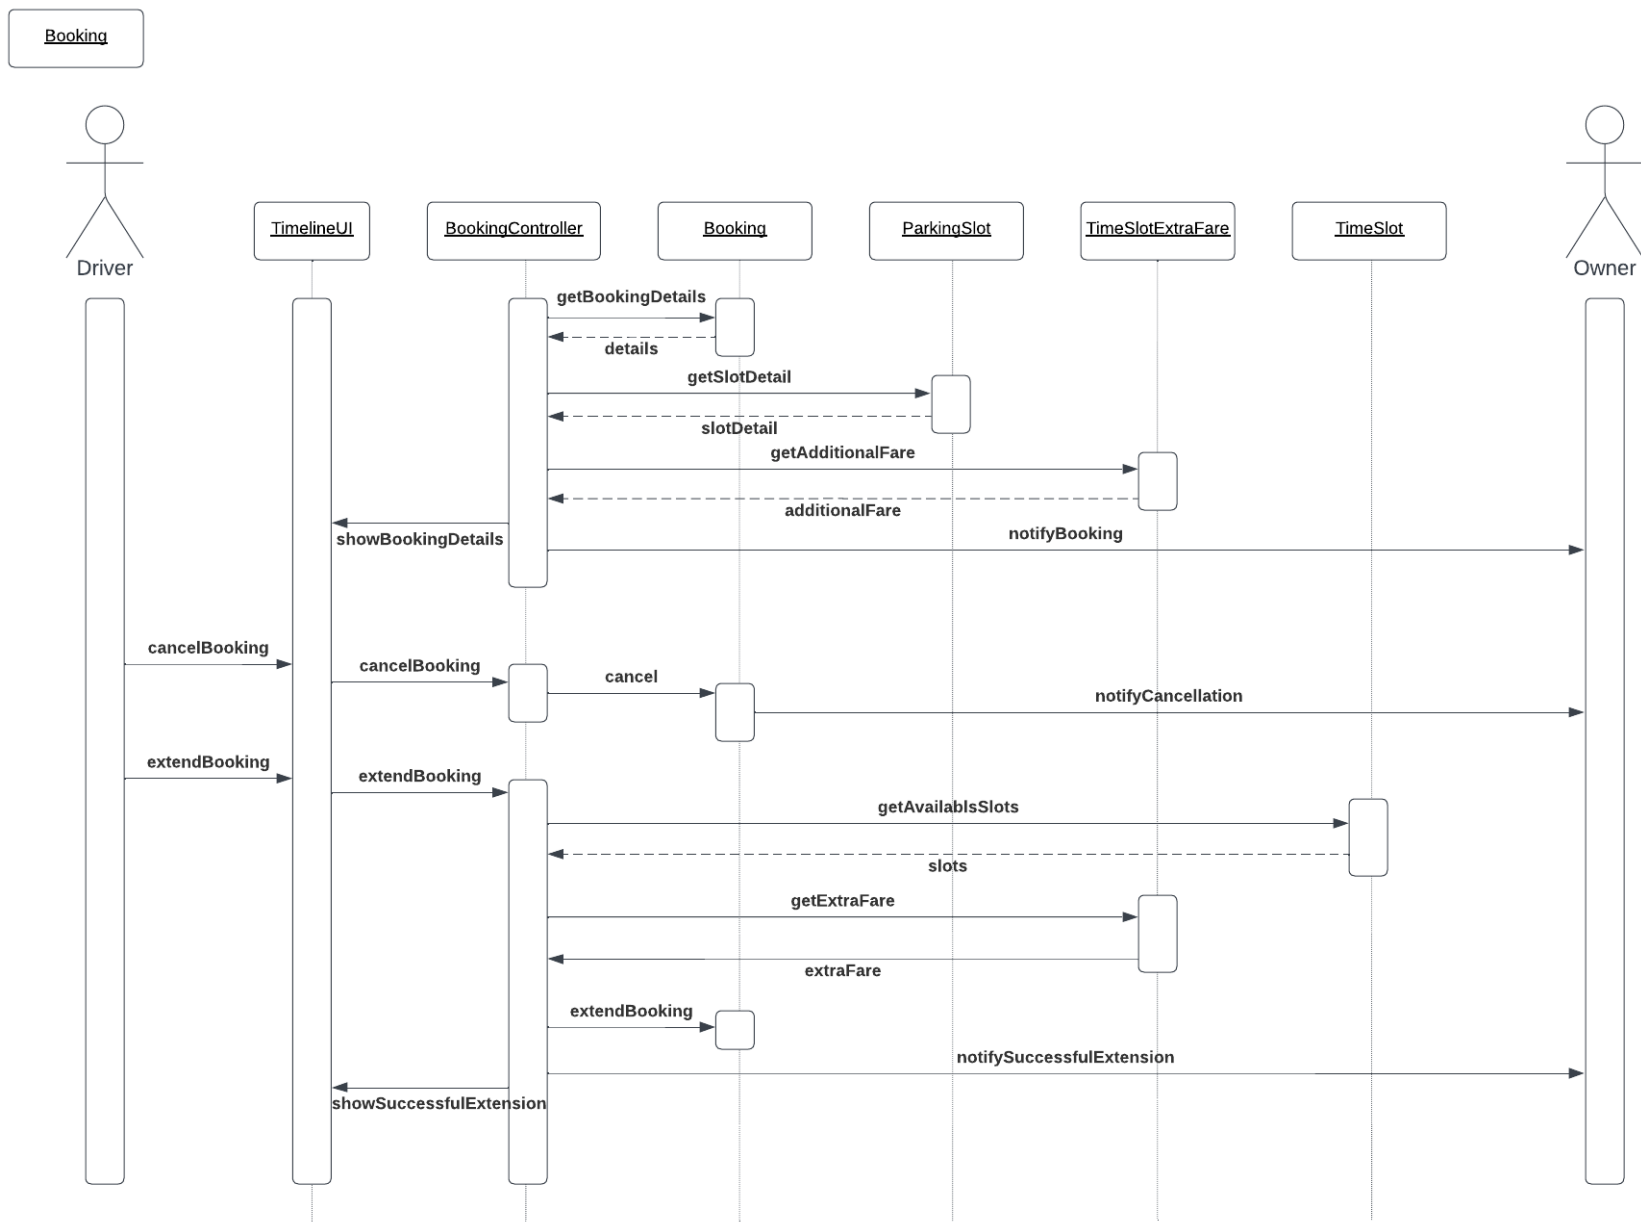 Booking
Driver
TimelineUI
BookingController
Booking
ParkingSlot
TimeSlotExtraFare
TimeSlot
Owner
getBookingDetails
details
getSlotDetail
slotDetail
getAdditionalFare
additionalFare
showBookingDetails
notifyBooking
cancelBooking
cancelBooking
cancel
notifyCancellation
extendBooking
extendBooking
getAvailablsSlots
slots
getExtraFare
extraFare
extendBooking
notifySuccessfulExtension
showSuccessfulExtension